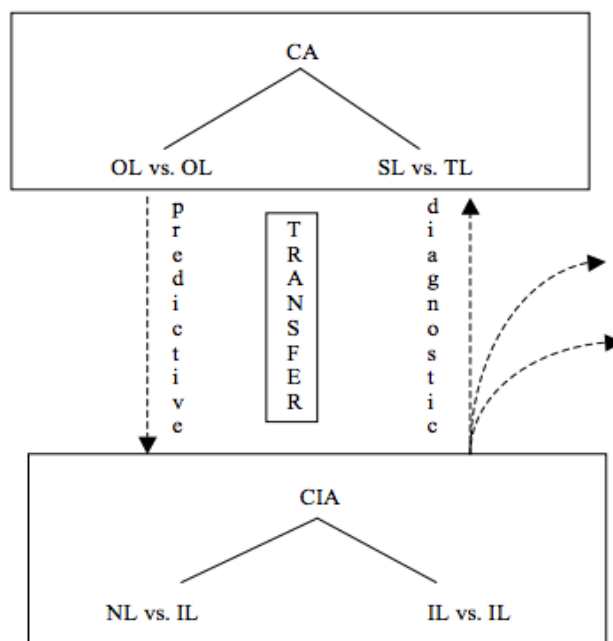 CA
OL vs. OL
SL vs. TL
predictive
TRANSFER
diagnostic
CIA
NL vs. IL
IL vs. IL